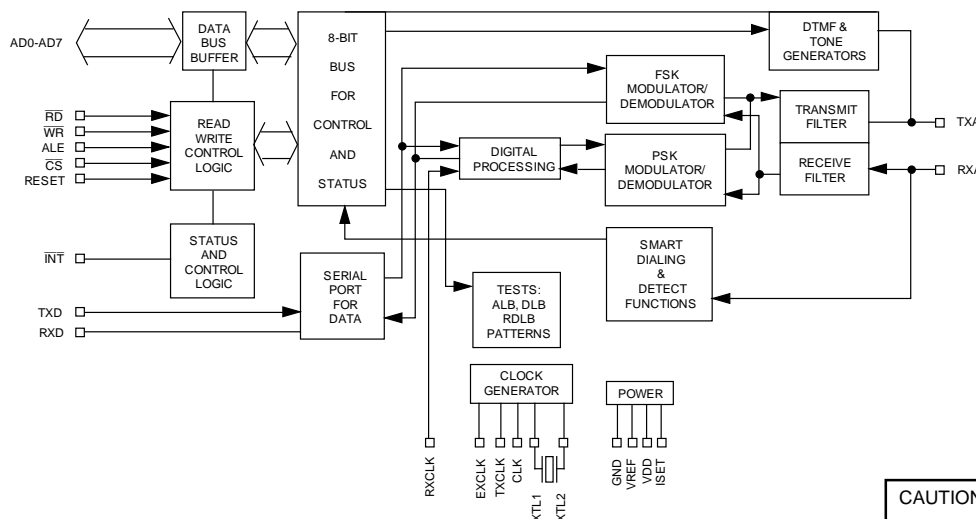 AD0-AD7
DATA
BUS
BUFFER
8-BIT
BUS
FOR
CONTROL
AND
STATUS
DTMF &
TONE
GENERATORS
FSK
MODULATOR/
DEMODULATOR
RD
WR
ALE
CS
RESET
READ
WRITE
CONTROL
LOGIC
DIGITAL
PROCESSING
PSK
MODULATOR/
DEMODULATOR
TRANSMIT
FILTER
RECEIVE
FILTER
TXA
RXA
INT
STATUS
AND
CONTROL
LOGIC
SERIAL
PORT
FOR
DATA
TXD
RXD
TESTS:
ALB, DLB
RDLB
PATTERNS
SMART
DIALING
&
DETECT
FUNCTIONS
CLOCK
GENERATOR
POWER
RXCLK
EXCLK
TXCLK
CLK
XTL1
XTL2
GND
VREF
VDD
ISET
CAUTION